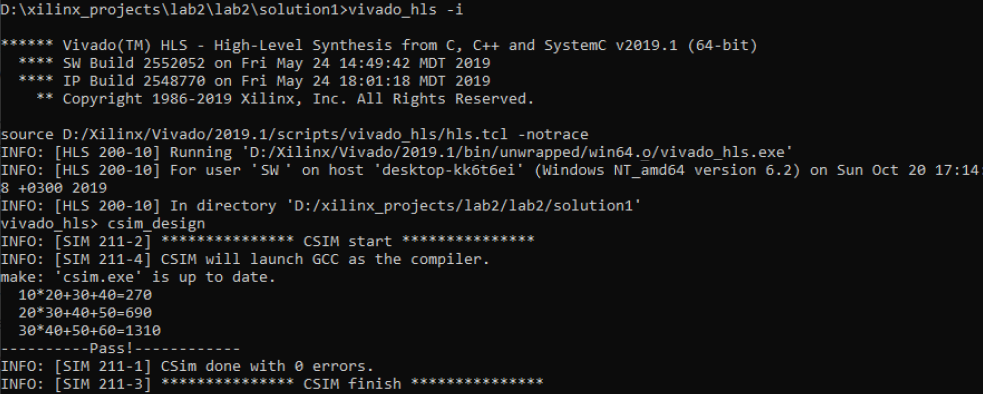 D:\xilinx_projects\lab2\lab2\solution1>vivado_hls -i
****** Vivado(TM) HLS - High-Level Synthesis from C, C++ and SystemC v2019.1 (64-bit)
**** SW Build 2552052 on Fri May 24 14:49:42 MDT 2019
**** IP Build 2548770 on Fri May 24 18:01:18 MDT 2019
** Copyright 1986-2019 Xilinx, Inc. All Rights Reserved.
source D:/Xilinx/Vivado/2019.1/scripts/vivado_hls/hls.tcl -notrace
INFO: [HLS 200-10] Running 'D:/Xilinx/Vivado/2019.1/bin/unwrapped/win64.o/vivado_hls.exe'
INFO: [HLS 200-10] For user 'SW ' on host 'desktop-kk6t6ei' (Windows NT_amd64 version 6.2) on Sun Oct 20 17:14:
8 +0300 2019
INFO: [HLS 200-10] In directory 'D:/xilinx_projects/lab2/lab2/solution1'
vivado_hls> csim_design
INFO: [SIM 211-2] *************** CSIM start ***************
INFO: [SIM 211-4] CSIM will launch GCC as the compiler.
make: 'csim.exe' is up to date.
10*20+30+40=270
20*30+40+50=690
30*40+50+60=1310
----------Pass!------------
INFO: [SIM 211-1] CSim done with 0 errors.
INFO: [SIM 211-3] *************** CSIM finish ***************